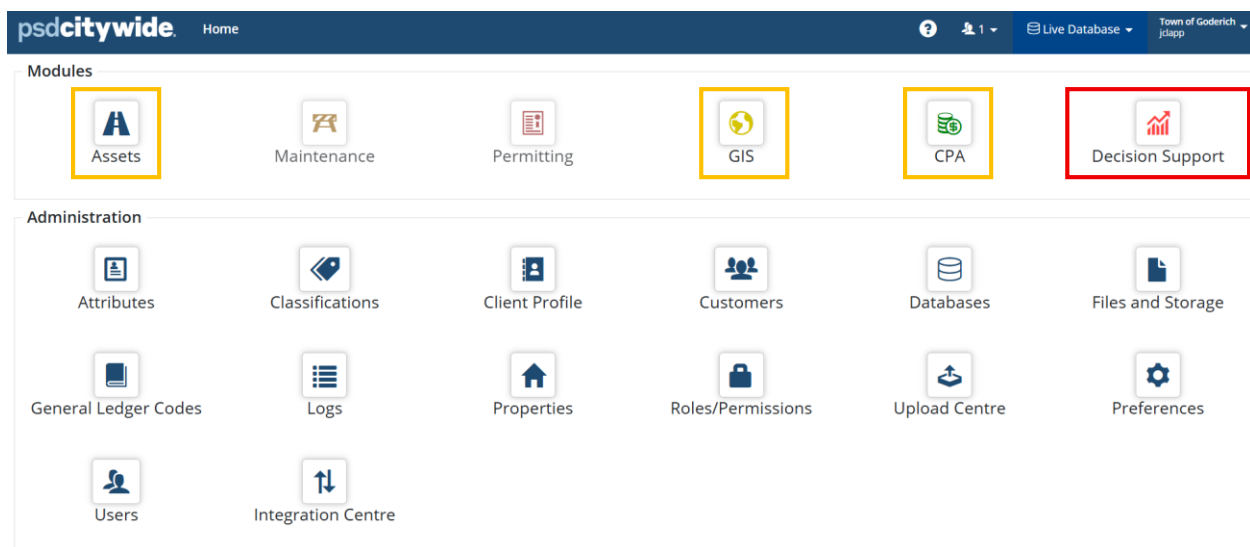 psdcitywide. Home 1 Live Database Town of Goderich
jclapp
Modules
Assets Maintenance Permitting GIS CPA Decision Support
Administration
Attributes Classifications Client Profile Customers Databases Files and Storage
General Ledger Codes Logs Properties Roles/Permissions Upload Centre Preferences
Users Integration Centre